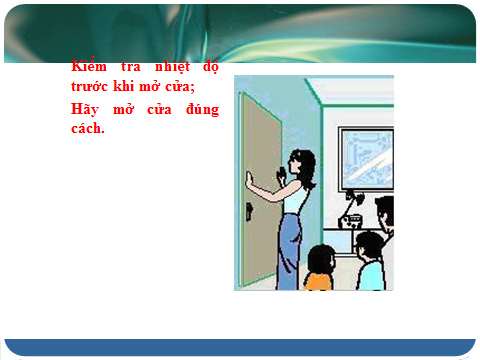 Kiểm tra nhiệt độ
trước khi mở cửa;
Hãy mở cửa đúng
cách.